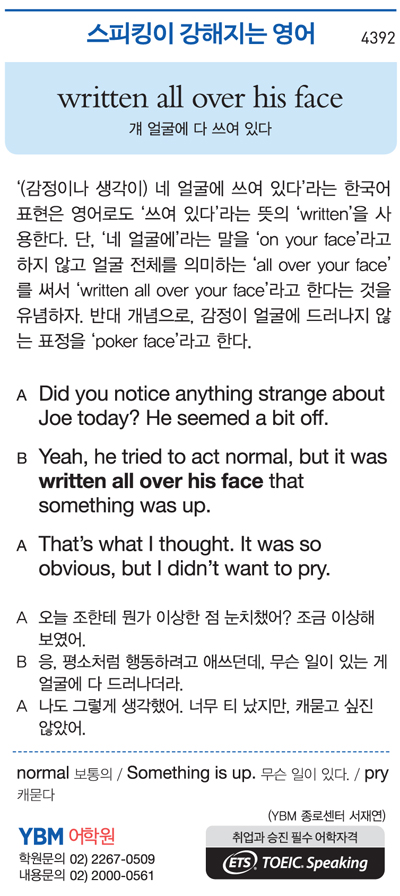 스피킹이 강해지는 영어 4392
written all over his face
걔 얼굴에 다 쓰여 있다
‘(감정이나 생각이) 네 얼굴에 쓰여 있다’라는 한국어
표현은 영어로도 ‘쓰여 있다’라는 뜻의 ‘written’을 사
용한다. 단, ‘네 얼굴에’라는 말을 ‘on your face’라고
하지 않고 얼굴 전체를 의미하는 ‘all over your face’
를 써서 ‘written all over your face’라고 한다는 것을
유념하자. 반대 개념으로, 감정이 얼굴에 드러나지 않
는 표정을 ‘poker face’라고 한다.
A Did you notice anything strange about
Joe today? He seemed a bit off.
B Yeah, he tried to act normal, but it was
written all over his face that
something was up.
A That’s what I thought. It was so
obvious, but I didn’t want to pry.
A 오늘 조한테 뭔가 이상한 점 눈치챘어? 조금 이상해
보였어.
B 응, 평소처럼 행동하려고 애쓰던데, 무슨 일이 있는 게
얼굴에 다 드러나더라.
A 나도 그렇게 생각했어. 너무 티 났지만, 캐묻고 싶진
않았어.
normal 보통의 / Something is up. 무슨 일이 있다. / pry
캐묻다
(YBM 종로센터 서재연)
YBM 어학원
학원문의 02) 2267-0509
내용문의 02) 2000-0561
취업과 승진 필수 어학자격
ETS TOEIC. Speaking